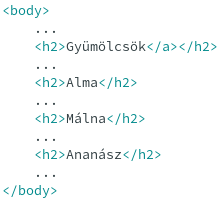 <body>
    ...
    <h2>Gyümölcsök</a></h2>
    ...
    <h2>Alma</h2>
    ...
    <h2>Málna</h2>
    ...
    <h2>Ananász</h2>
    ...
</body>